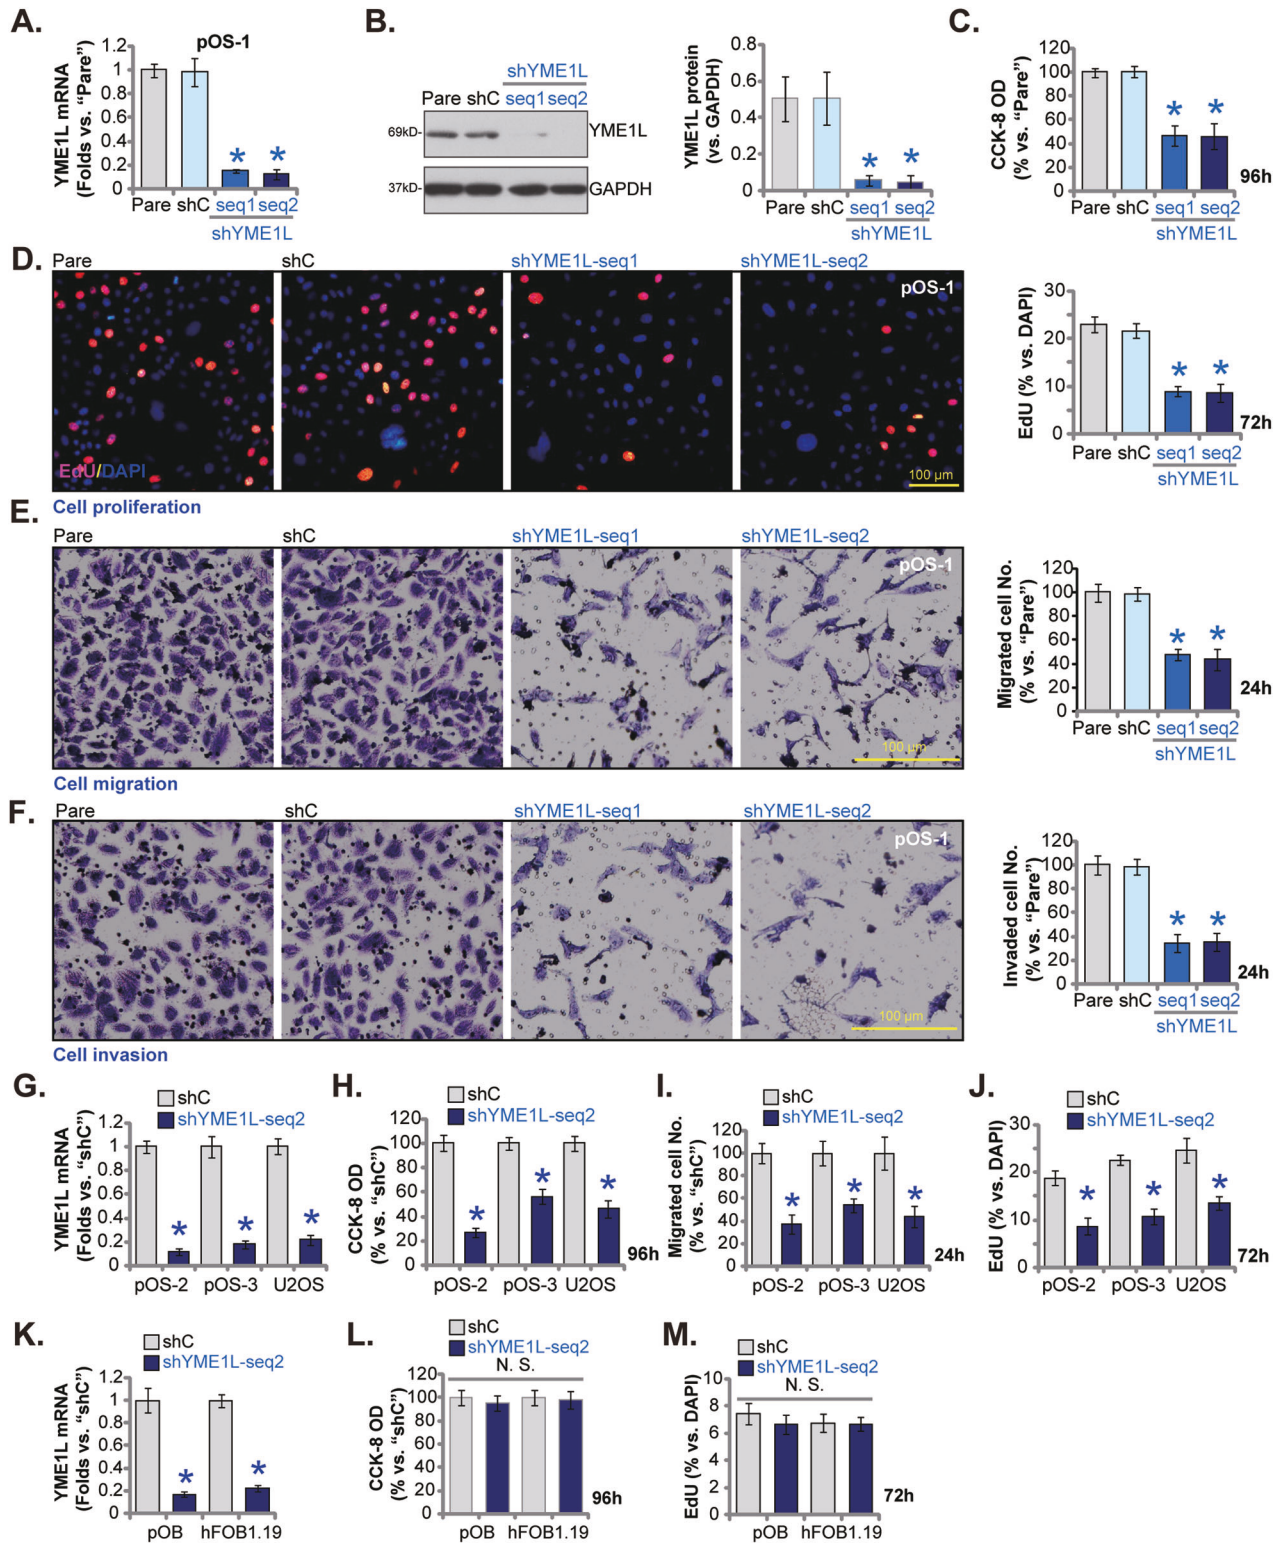 A.
pOS-1
YME1L mRNA
(Folds vs. “Pare”)
1.2
1
0.8
0.6
0.4
0.2
0
* *
Pare shC seq1 seq2
shYME1L
B.
shYME1L
Pare shC seq1 seq2
69kD- YME1L
37kD- GAPDH
YME1L protein
(vs. GAPDH)
0.8
0.6
0.4
0.2
0
* *
Pare shC seq1 seq2
shYME1L
C.
CCK-8 OD
(% vs. “Pare”)
120
100
80
60
40
20
0
* *
96h
Pare shC seq1 seq2
shYME1L
D.
Pare shC shYME1L-seq1 shYME1L-seq2
pOS-1
EdU/DAPI
100 µm
Cell proliferation
EdU (% vs. DAPI)
30
20
10
0
* *
72h
Pare shC seq1 seq2
shYME1L
E.
Pare shC shYME1L-seq1 shYME1L-seq2
pOS-1
100 µm
Cell migration
Migrated cell No.
(% vs. “Pare”)
120
100
80
60
40
20
0
* *
24h
Pare shC seq1 seq2
shYME1L
F.
Pare shC shYME1L-seq1 shYME1L-seq2
pOS-1
100 µm
Cell invasion
Invaded cell No.
(% vs. “Pare”)
120
100
80
60
40
20
0
* *
24h
Pare shC seq1 seq2
shYME1L
G.
shC
shYME1L-seq2
YME1L mRNA
(Folds vs. “shC”)
1.2
1
0.8
0.6
0.4
0.2
0
* * *
pOS-2 pOS-3 U2OS
H.
shC
shYME1L-seq2
CCK-8 OD
(% vs. “shC”)
120
100
80
60
40
20
0
* * *
96h
pOS-2 pOS-3 U2OS
I.
shC
shYME1L-seq2
Migrated cell No.
(% vs. “shC”)
120
100
80
60
40
20
0
* * *
24h
pOS-2 pOS-3 U2OS
J.
shC
shYME1L-seq2
EdU (% vs. DAPI)
30
20
10
0
* * *
72h
pOS-2 pOS-3 U2OS
K.
shC
shYME1L-seq2
YME1L mRNA
(Folds vs. “shC”)
1.2
1
0.8
0.6
0.4
0.2
0
* *
pOB hFOB1.19
L.
shC
shYME1L-seq2
N. S.
CCK-8 OD
(% vs. “shC”)
120
100
80
60
40
20
0
96h
pOB hFOB1.19
M.
shC
shYME1L-seq2
N. S.
EdU (% vs. DAPI)
8
6
4
2
0
72h
pOB hFOB1.19